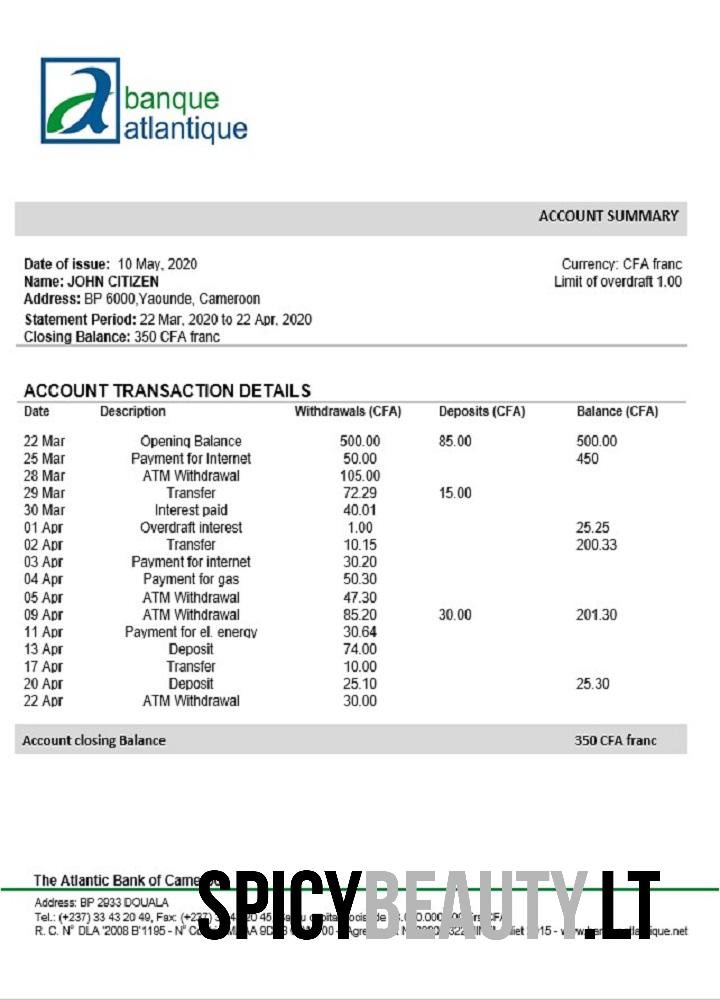 banque
atlantique
ACCOUNT SUMMARY
Date of issue: 10 May, 2020 Currency: CFA franc
Name: JOHN CITIZEN Limit of overdraft 1.00
Address: BP 6000,Yaounde, Cameroon
Statement Period: 22 Mar, 2020 to 22 Apr, 2020
Closing Balance: 350 CFA franc
ACCOUNT TRANSACTION DETAILS
Date Description Withdrawals (CFA) Deposits (CFA) Balance (CFA)
22 Mar Opening Balance 500.00 85.00 500.00
25 Mar Payment for Internet 50.00 450
28 Mar ATM Withdrawal 105.00
29 Mar Transfer 72.29 15.00
30 Mar Interest paid 40.01
01 Apr Overdraft interest 1.00 25.25
02 Apr Transfer 10.15 200.33
03 Apr Payment for internet 30.20
04 Apr Payment for gas 50.30
05 Apr ATM Withdrawal 47.30
09 Apr ATM Withdrawal 85.20 30.00 201.30
11 Apr Payment for el. energy 30.64
13 Apr Deposit 74.00
17 Apr Transfer 10.00
20 Apr Deposit 25.10 25.30
22 Apr ATM Withdrawal 30.00
Account closing Balance 350 CFA franc
The Atlantic Bank of
SPICYBEAUTY.LT
Address: BP 2933 DOUALA
Tel.: (+237) 33 43 20 49, Fax: (+237)
R. C. N° DLA '2008 B'1195 - N°